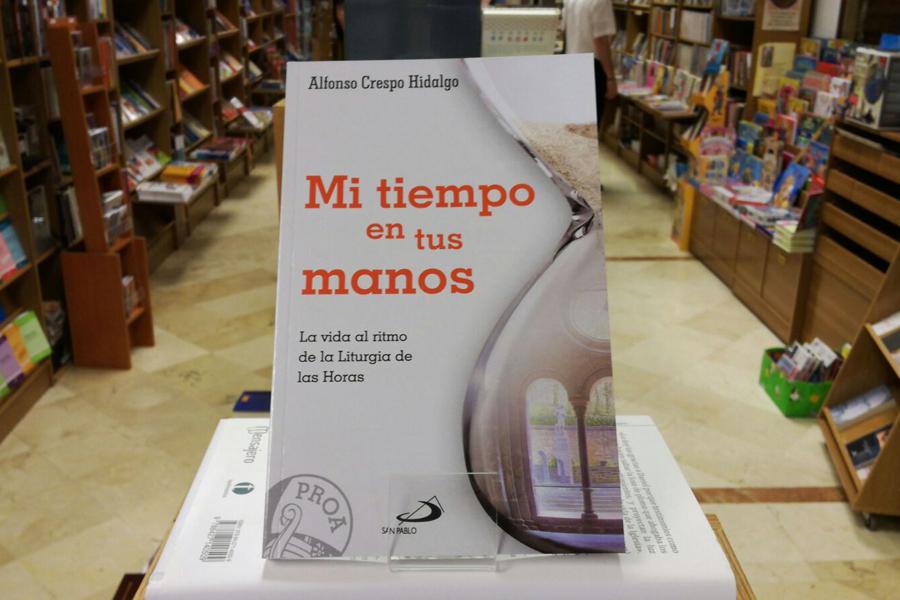 Alfonso Crespo Hidalgo
Mi tiempo
en tus
manos
La vida al ritmo
de la Liturgia de
las Horas
PROA
SAN PABLO
Mensajero